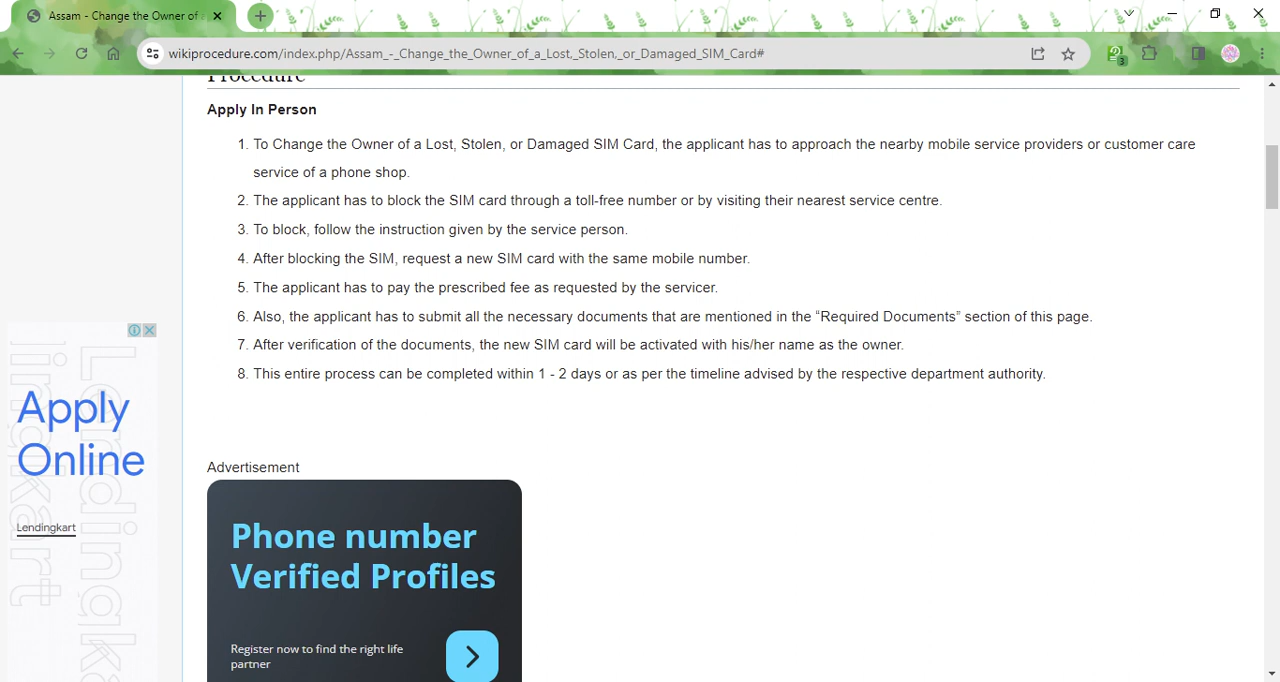 Assam - Change the Owner of a
wikiprocedure.com/index.php/Assam_-_Change_the_Owner_of_a_Lost,_Stolen,_or_Damaged_SIM_Card#
3
Procedure
Apply In Person
1. To Change the Owner of a Lost, Stolen, or Damaged SIM Card, the applicant has to approach the nearby mobile service providers or customer care
service of a phone shop.
2. The applicant has to block the SIM card through a toll-free number or by visiting their nearest service centre.
3. To block, follow the instruction given by the service person.
4. After blocking the SIM, request a new SIM card with the same mobile number.
5. The applicant has to pay the prescribed fee as requested by the servicer.
6. Also, the applicant has to submit all the necessary documents that are mentioned in the “Required Documents” section of this page.
7. After verification of the documents, the new SIM card will be activated with his/her name as the owner.
8. This entire process can be completed within 1 - 2 days or as per the timeline advised by the respective department authority.
Apply
Online
Lendingkart
Lendingka
lingkart
Advertisement
Phone number
Verified Profiles
Register now to find the right life
partner